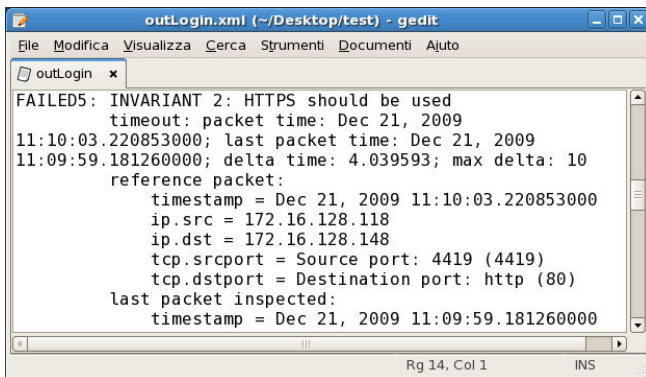 outLogin.xml (~/Desktop/test) - gedit
File Modifica Visualizza Cerca Strumenti Documenti Aiuto
outLogin
FAILED5: INVARIANT 2: HTTPS should be used
timeout: packet time: Dec 21, 2009
11:10:03.220853000; last packet time: Dec 21, 2009
11:09:59.181260000; delta time: 4.039593; max delta: 10
reference packet:
timestamp = Dec 21, 2009 11:10:03.220853000
ip.src = 172.16.128.118
ip.dst = 172.16.128.148
tcp.srcport = Source port: 4419 (4419)
tcp.dstport = Destination port: http (80)
last packet inspected:
timestamp = Dec 21, 2009 11:09:59.181260000
Rg 14, Col 1 INS